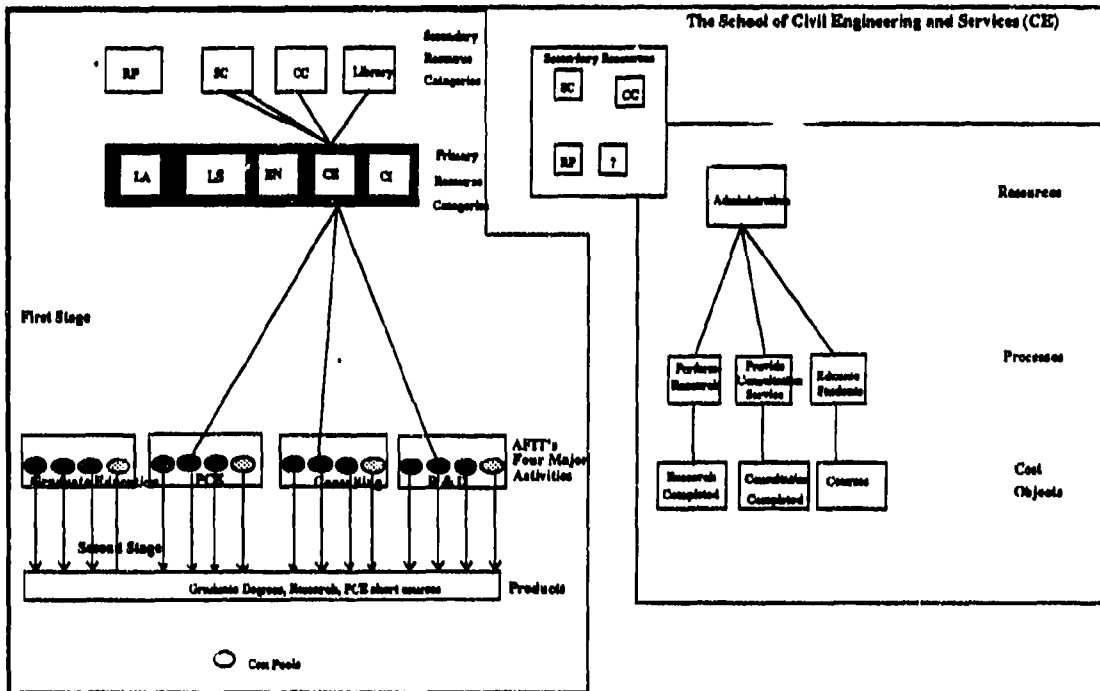 The School of Civil Engineering and Services (CE)
Secondary
Resource
Categories
RP
SC
CC
Library
Primary
Resource
Categories
LA
LS
EN
CE
CI
First Stage
AFIT's
Four Major
Activities
Graduate Education
PCE
Consulting
R & D
Second Stage
Graduate Degrees, Research, PCE short courses
Products
Cost Pools
Secondary Resources
SC
CC
RP
?
Administration
Resources
Perform
Research
Provide
Consultation
Service
Educate
Students
Processes
Research
Completed
Consultation
Completed
Courses
Cost
Objects